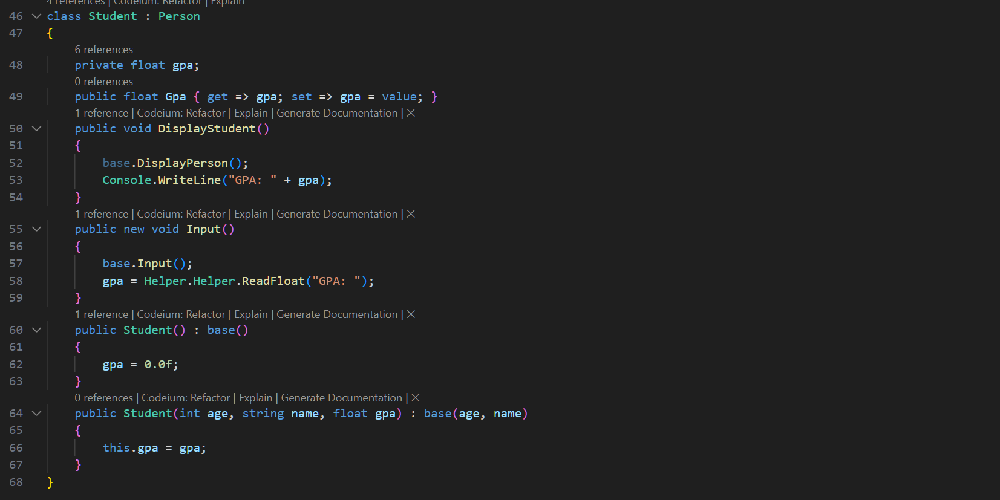 4 references | Codeium: Refactor | Explain
46 class Student : Person
47 {
6 references
48 private float gpa;
0 references
49 public float Gpa { get => gpa; set => gpa = value; }
1 reference | Codeium: Refactor | Explain | Generate Documentation | ×
50 public void DisplayStudent()
51 {
52 base.DisplayPerson();
53 Console.WriteLine("GPA: " + gpa);
54 }
1 reference | Codeium: Refactor | Explain | Generate Documentation | ×
55 public new void Input()
56 {
57 base.Input();
58 gpa = Helper.Helper.ReadFloat("GPA: ");
59 }
1 reference | Codeium: Refactor | Explain | Generate Documentation | ×
60 public Student() : base()
61 {
62 gpa = 0.0f;
63 }
0 references | Codeium: Refactor | Explain | Generate Documentation | ×
64 public Student(int age, string name, float gpa) : base(age, name)
65 {
66 this.gpa = gpa;
67 }
68 }